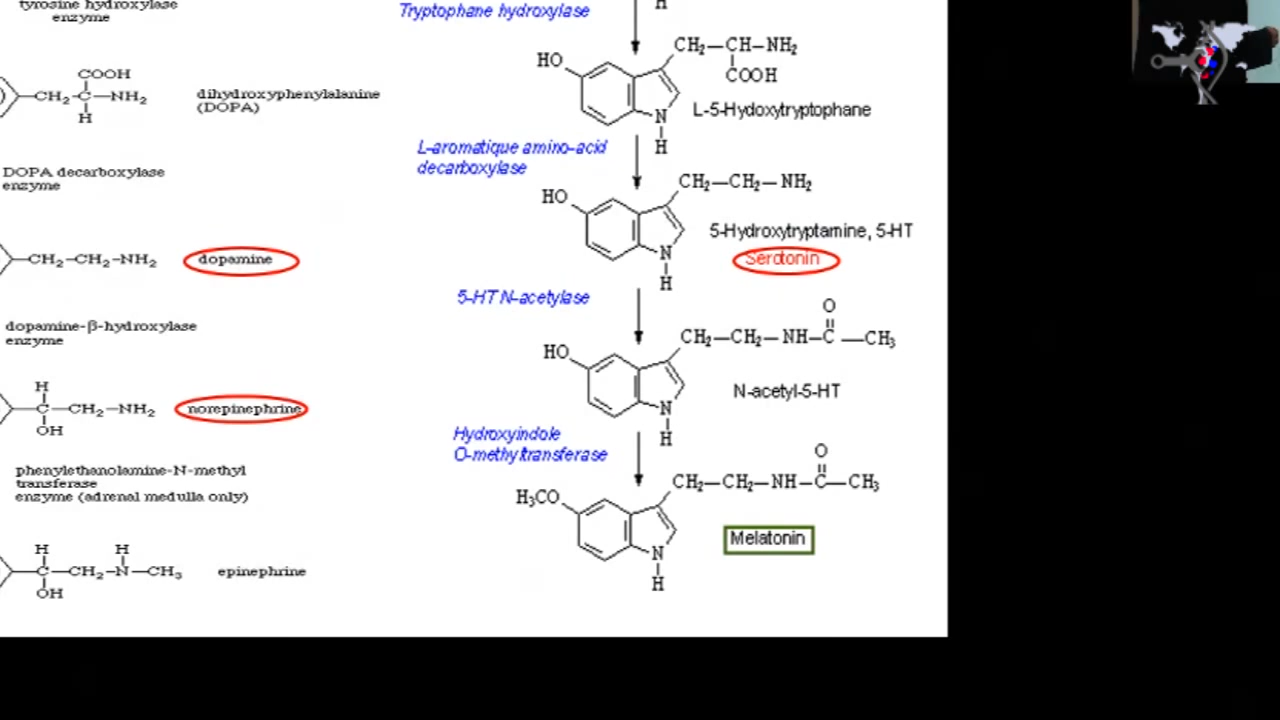 tyrosine hydroxylase
enzyme
COOH
CH₂—C—NH₂
H
dihydroxyphenylalanine
(DOPA)
DOPA decarboxylase
enzyme
CH₂—CH₂—NH₂
dopamine
dopamine-β-hydroxylase
enzyme
H
C—CH₂—NH₂
OH
norepinephrine
phenylethanolamine-N-methyl
transferase
enzyme (adrenal medulla only)
H H
C—CH₂—N—CH₃
OH
epinephrine
Tryptophane hydroxylase
H
CH₂—CH—NH₂
HO
COOH
N
H
L-5-Hydoxytryptophane
L-aromatique amino-acid
decarboxylase
CH₂—CH₂—NH₂
HO
N
H
5-Hydroxytryptamine, 5-HT
Serotonin
5-HT N-acetylase
O
CH₂—CH₂—NH—C—CH₃
HO
N
H
N-acetyl-5-HT
Hydroxyindole
O-methyltransferase
O
CH₂—CH₂—NH—C—CH₃
H₃CO
N
H
Melatonin